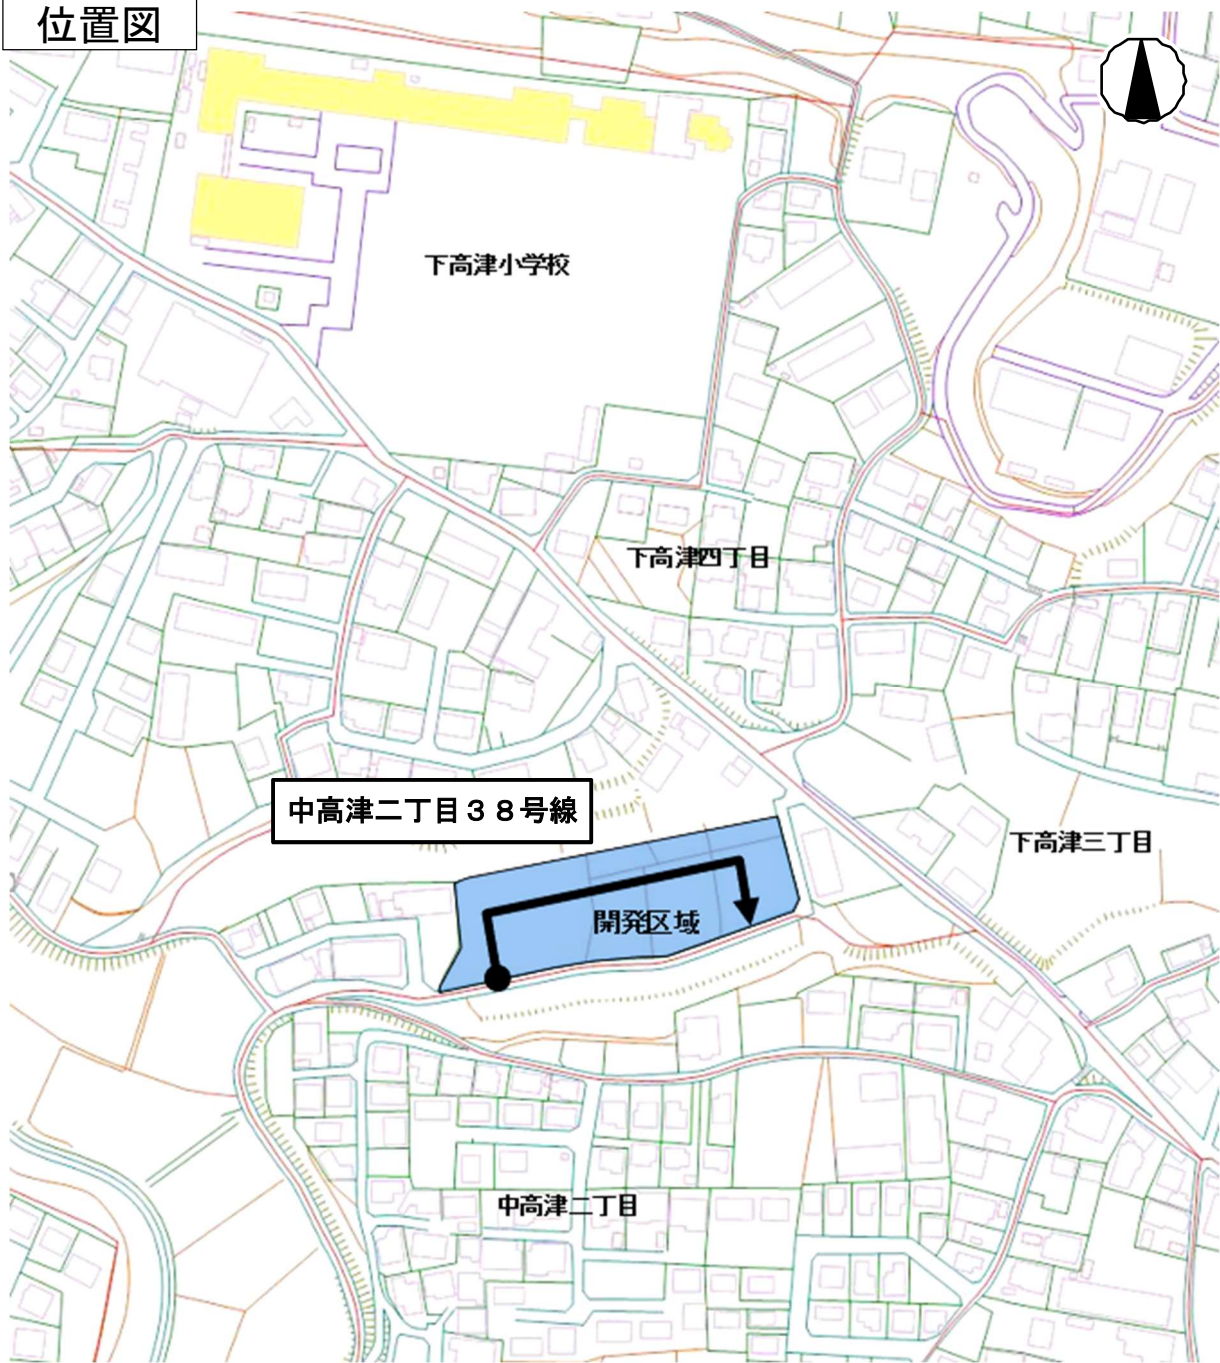 位置図
下高津小学校
下高津四丁目
中高津二丁目３８号線
下高津三丁目
開発区域
中高津二丁目